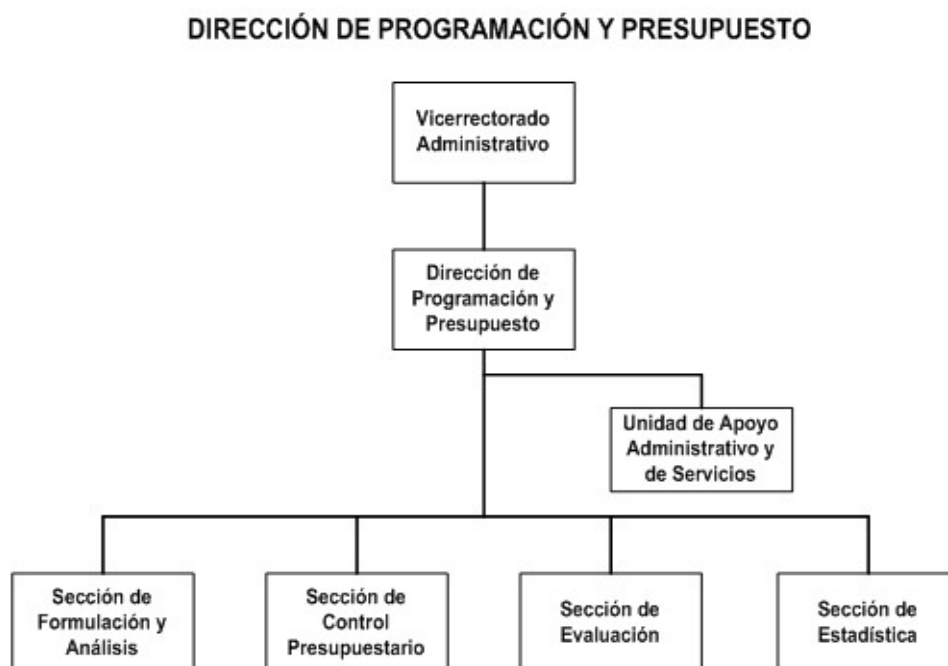 DIRECCIÓN DE PROGRAMACIÓN Y PRESUPUESTO
Vicerrectorado
Administrativo
Dirección de
Programación y
Presupuesto
Unidad de Apoyo
Administrativo y
de Servicios
Sección de
Formulación y
Análisis
Sección de
Control
Presupuestario
Sección de
Evaluación
Sección de
Estadística